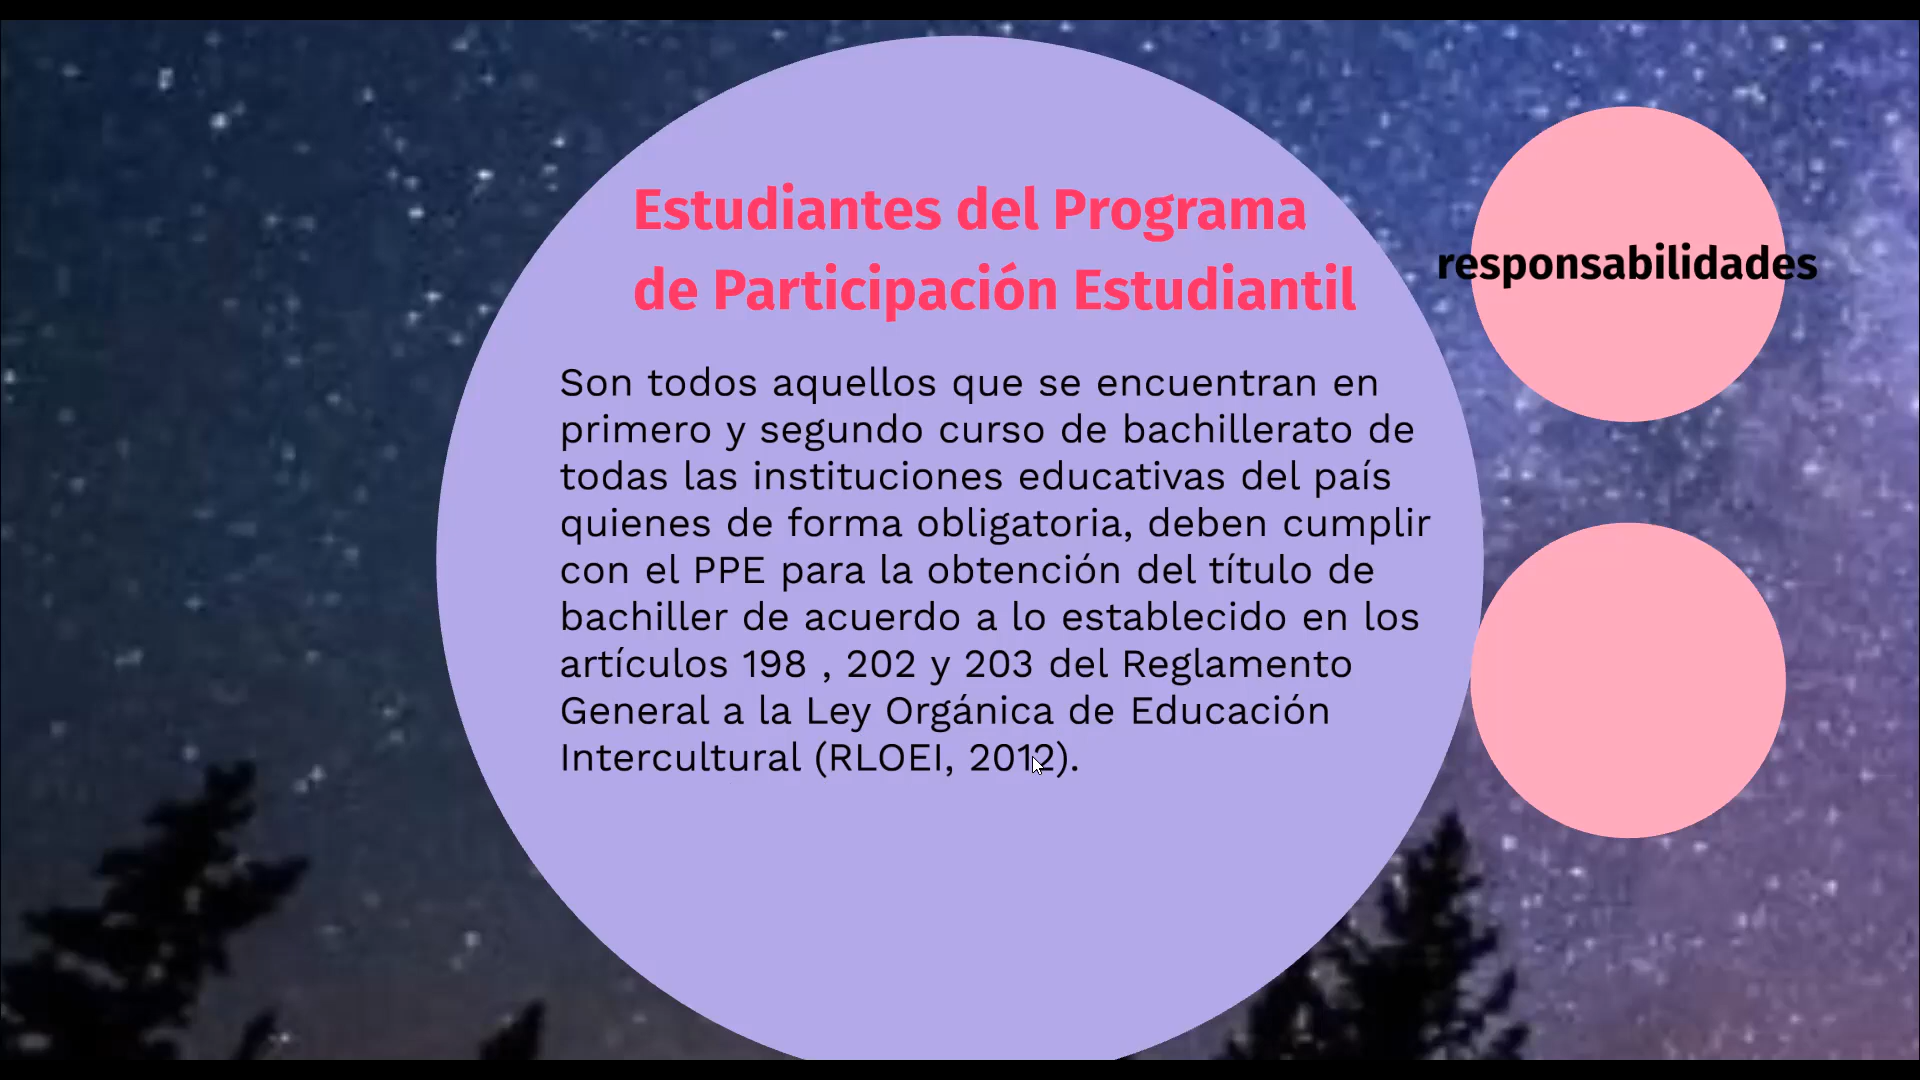 Estudiantes del Programa
de Participación Estudiantil
Son todos aquellos que se encuentran en
primero y segundo curso de bachillerato de
todas las instituciones educativas del país
quienes de forma obligatoria, deben cumplir
con el PPE para la obtención del título de
bachiller de acuerdo a lo establecido en los
artículos 198 , 202 y 203 del Reglamento
General a la Ley Orgánica de Educación
Intercultural (RLOEI, 2012).
responsabilidades